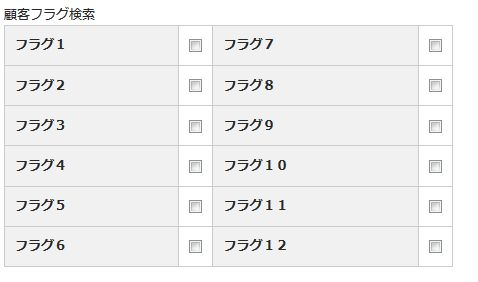 顧客フラグ検索
フラグ１ フラグ７
フラグ２ フラグ８
フラグ３ フラグ９
フラグ４ フラグ１０
フラグ５ フラグ１１
フラグ６ フラグ１２